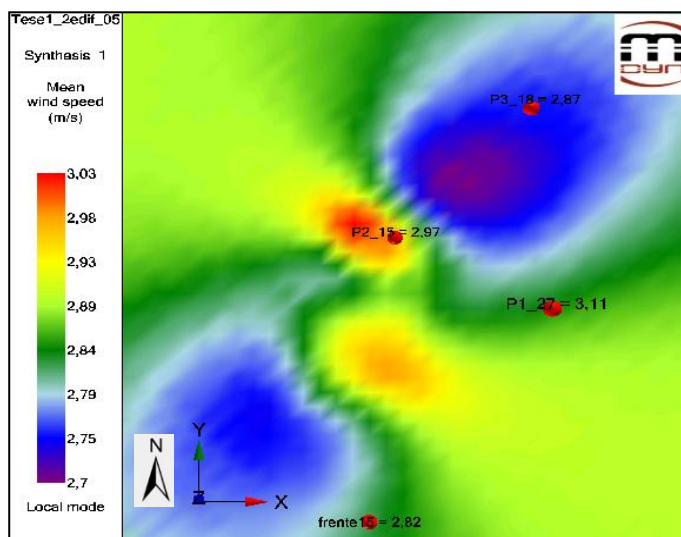 Tese1_2edif_05
Synthesis 1
Mean
wind speed
(m/s)
3,03
2,98
2,93
2,89
2,84
2,79
2,75
2,7
Local mode
m
DYN
P3_18 = 2,87
P2_15 = 2,97
P1_27 = 3,11
frente15 = 2,82
N
Y
Z
X